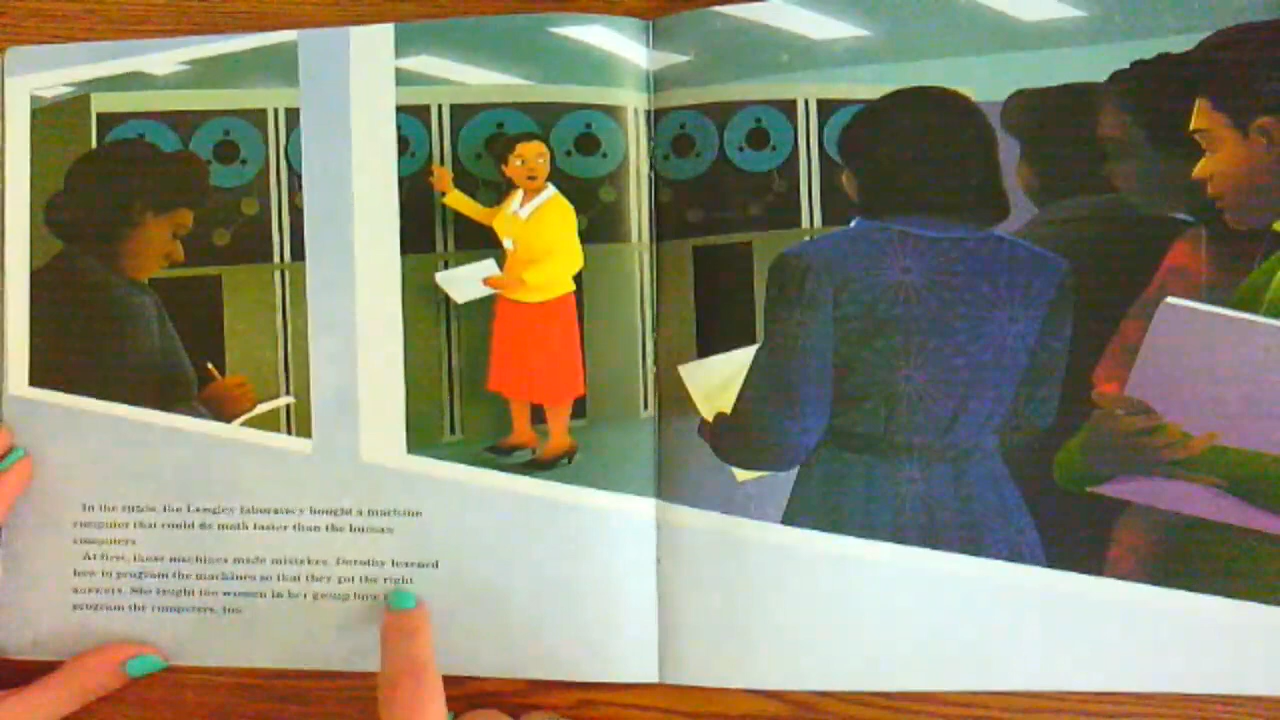 In the 1950s, the Langley laboratory bought a machine
computer that could do math faster than the human
computers.
At first, these machines made mistakes. Dorothy learned
how to program the machines so that they got the right
answers. She taught the women in her group how
program the computers, too.